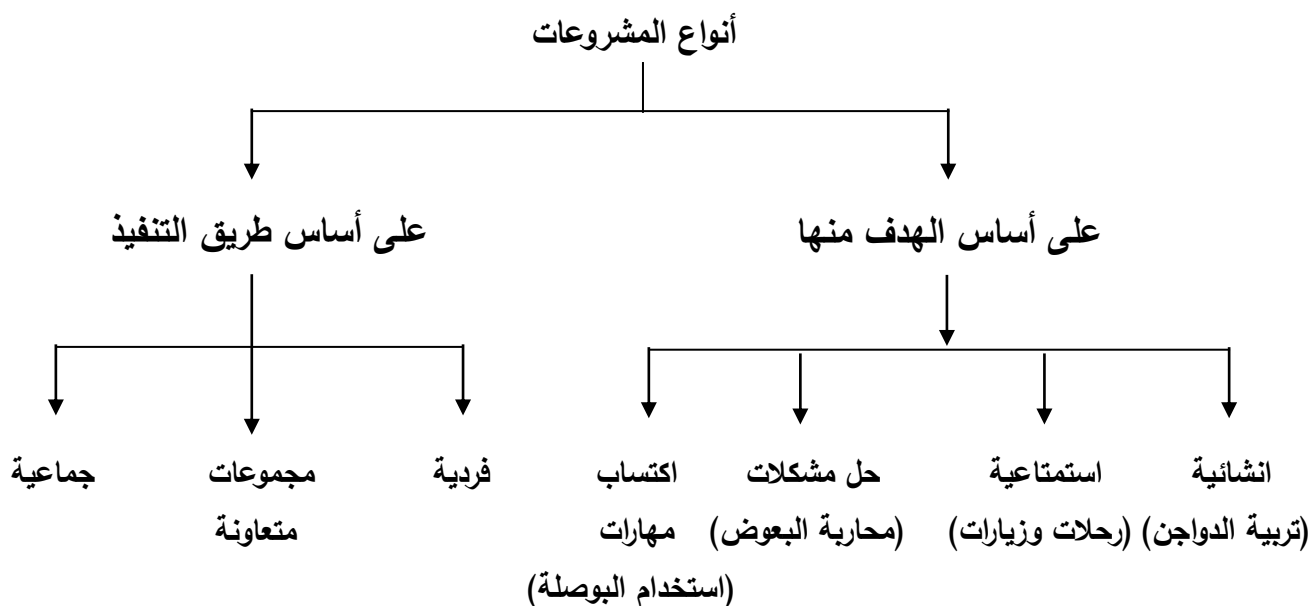 أنواع المشروعات
على أساس الهدف منها
على أساس طريق التنفيذ
انشائية
(تربية الدواجن)
استمتاعية
(رحلات وزيارات)
حل مشكلات
(محاربة البعوض)
اكتساب
مهارات
(استخدام البوصلة)
فردية
مجموعات
متعاونة
جماعية